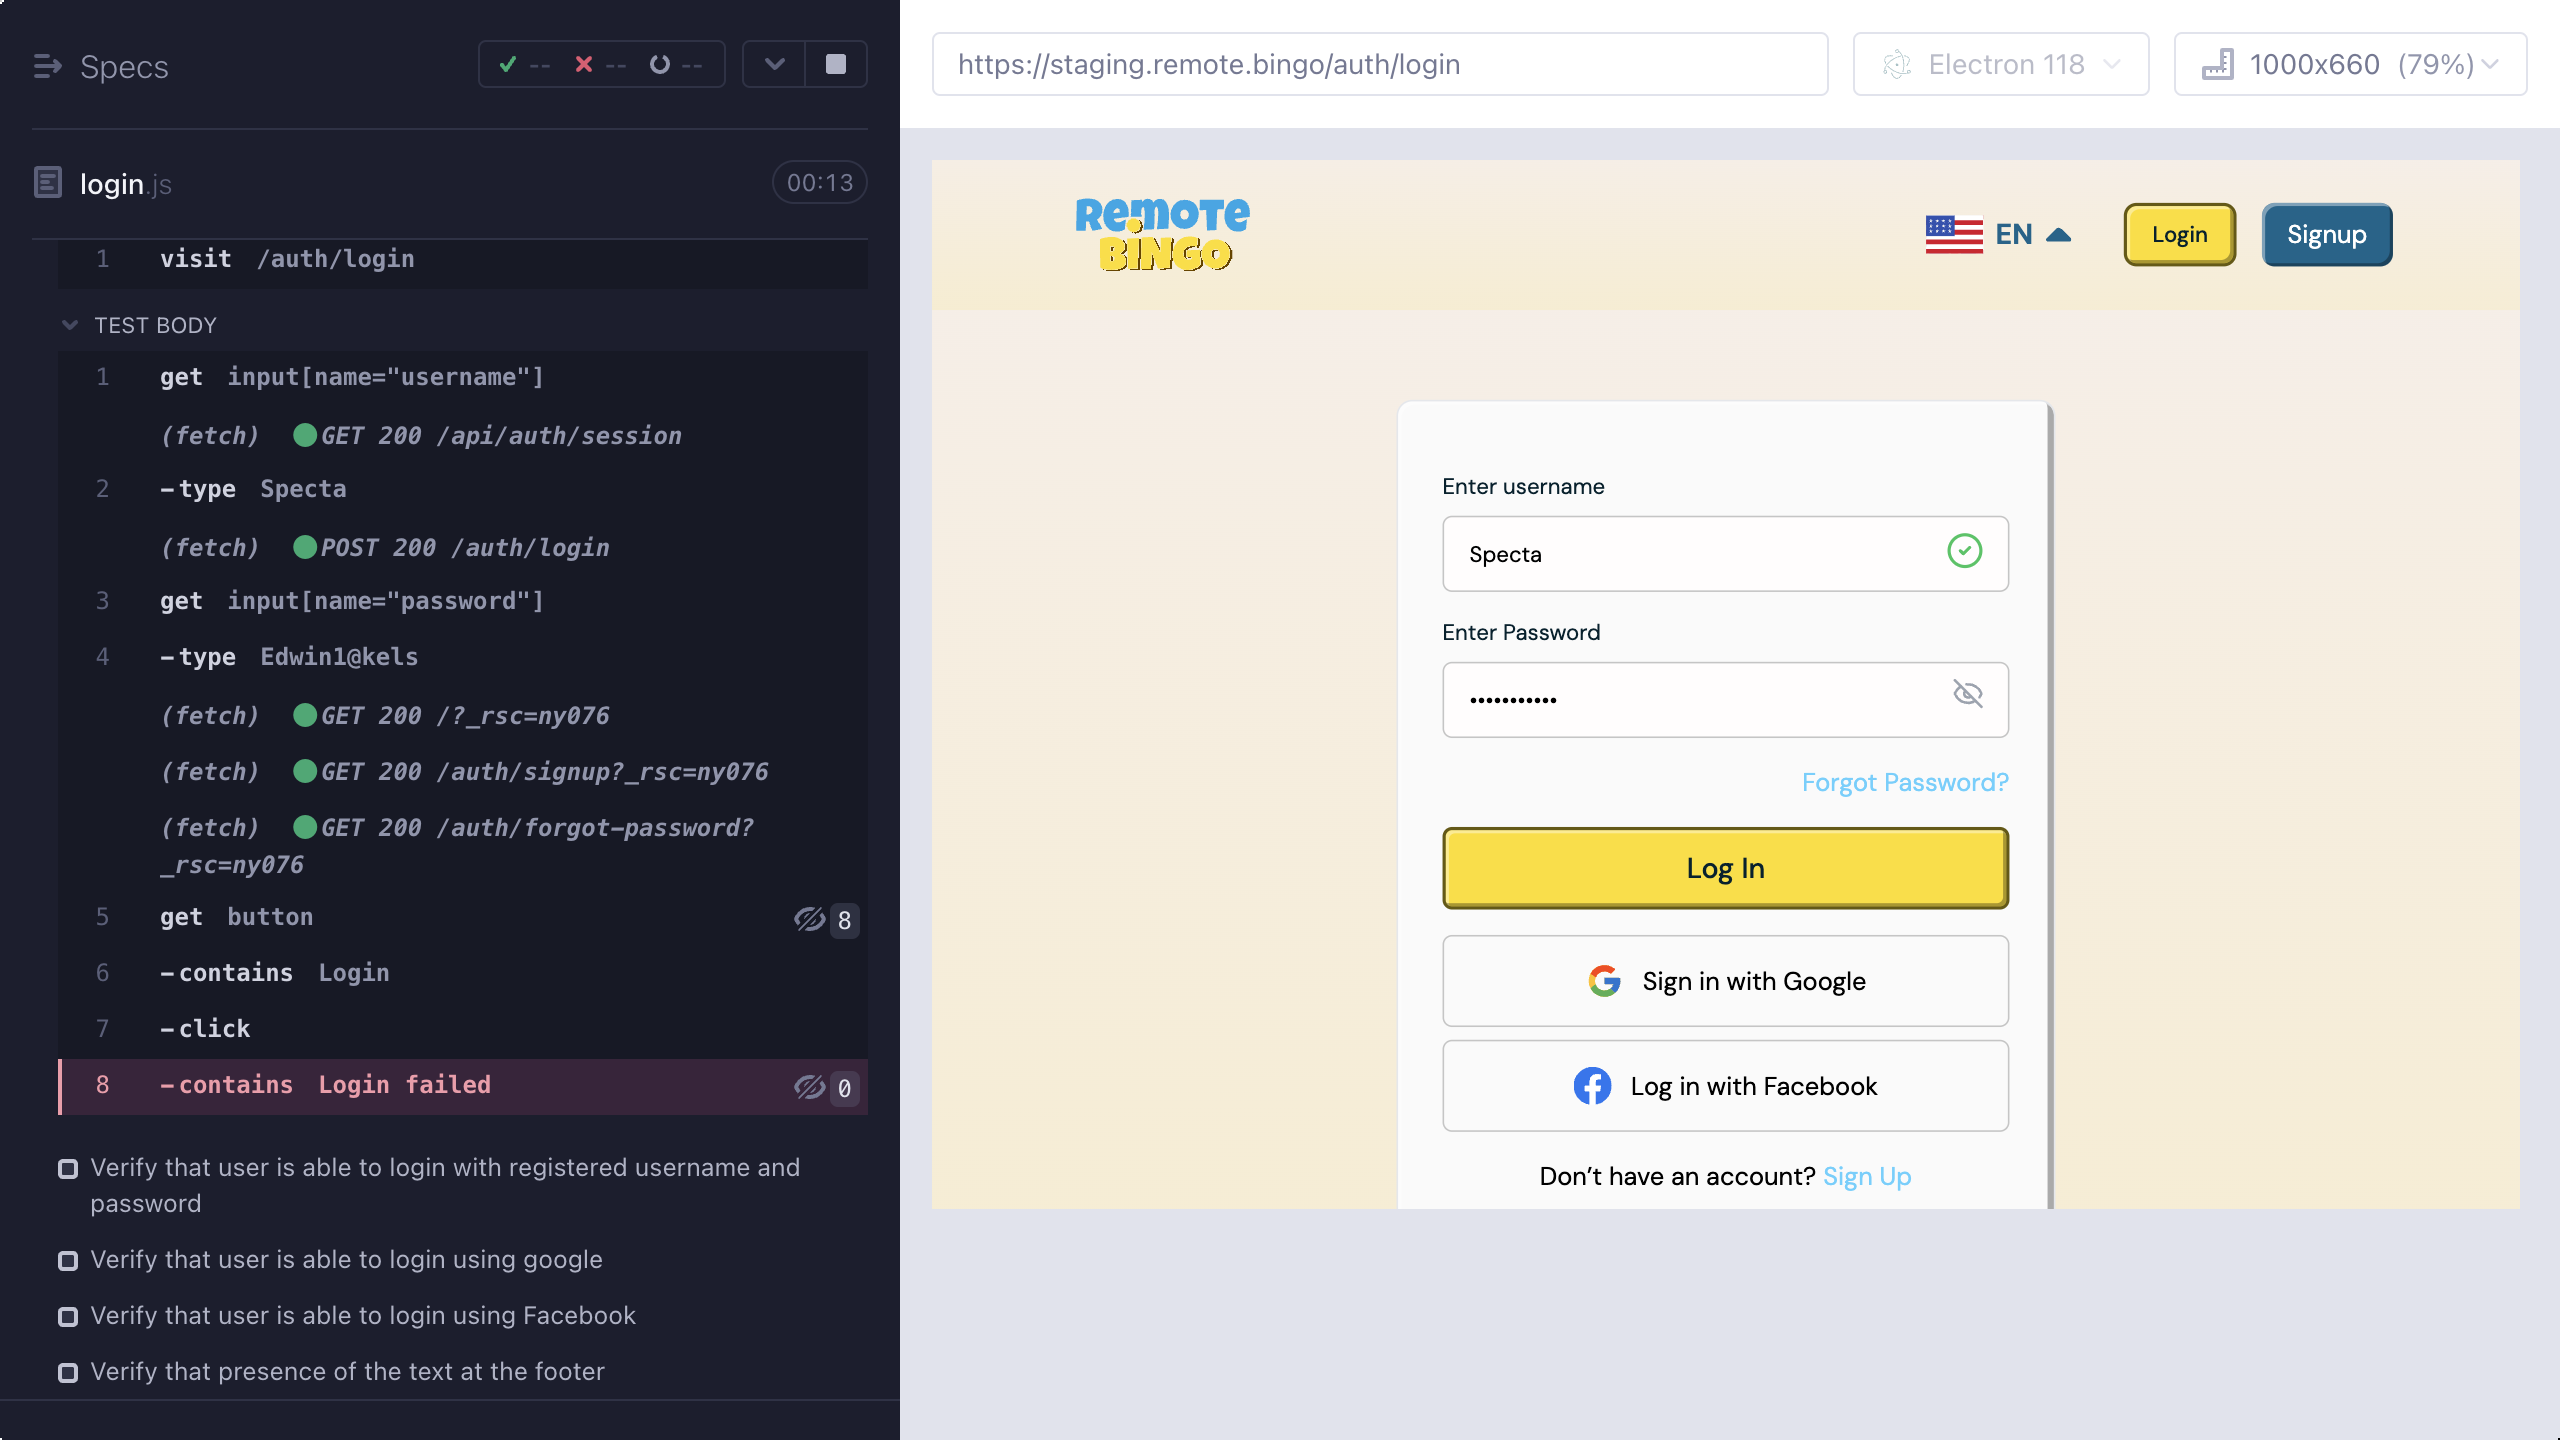 Specs
-- -- --
login.js
00:13
1 visit /auth/login
TEST BODY
1 get input[name="username"]
(fetch) GET 200 /api/auth/session
2 -type Specta
(fetch) POST 200 /auth/login
3 get input[name="password"]
4 -type Edwin1@kels
(fetch) GET 200 /?_rsc=ny076
(fetch) GET 200 /auth/signup?_rsc=ny076
(fetch) GET 200 /auth/forgot-password?
_rsc=ny076
5 get button 8
6 -contains Login
7 -click
8 -contains Login failed 0
Verify that user is able to login with registered username and
password
Verify that user is able to login using google
Verify that user is able to login using Facebook
Verify that presence of the text at the footer
https://staging.remote.bingo/auth/login
Electron 118
1000x660 (79%)
ReMOTe
BINGO
EN
Login
Signup
Enter username
Specta
Enter Password
•••••••••••
Forgot Password?
Log In
Sign in with Google
Log in with Facebook
Don’t have an account? Sign Up